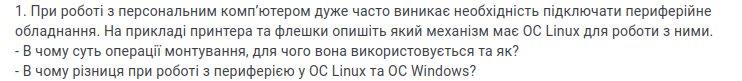 1. При роботі з персональним комп’ютером дуже часто виникає необхідність підключати периферійне
обладнання. На прикладі принтера та флешки опишіть який механізм має ОС Linux для роботи з ними.
- В чому суть операції монтування, для чого вона використовується та як?
- В чому різниця при роботі з периферією у ОС Linux та ОС Windows?